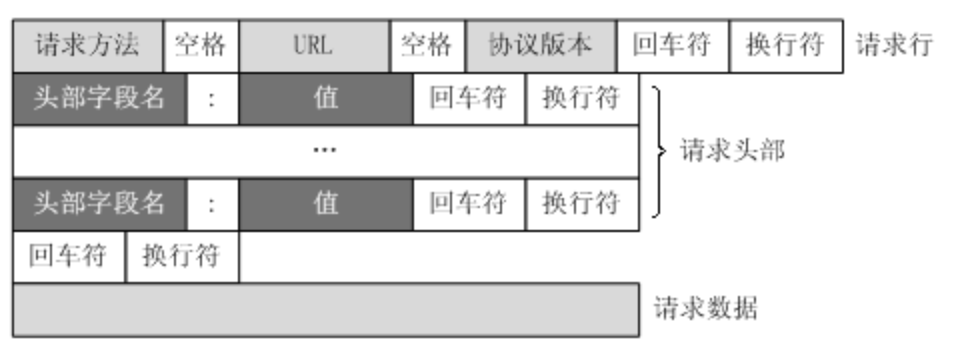 请求方法 空格 URL 空格 协议版本 回车符 换行符 请求行
头部字段名 : 值 回车符 换行符
… 请求头部
头部字段名 : 值 回车符 换行符
回车符 换行符
请求数据